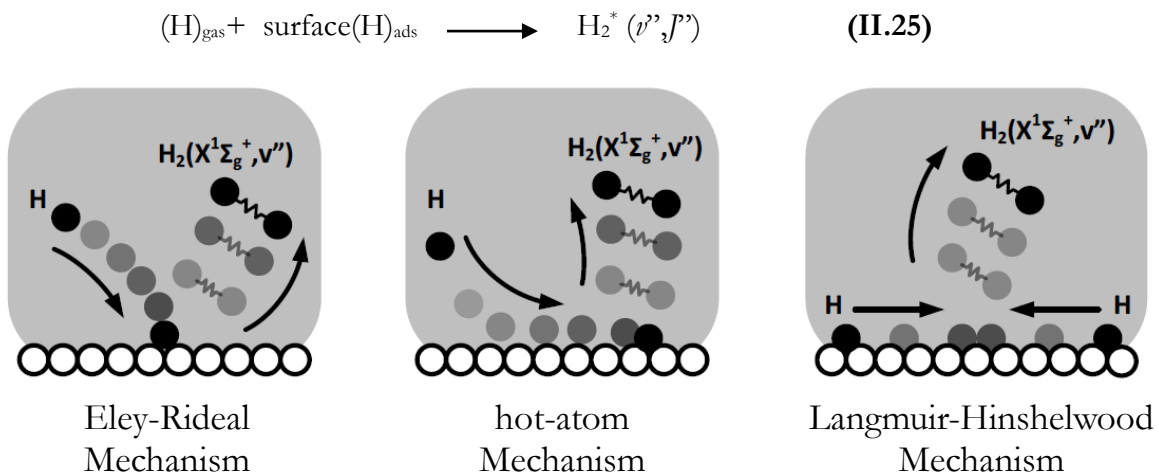 (H)gas+ surface(H)ads ⟶ H₂* (v”,J”) (II.25)
H₂(X¹Σg⁺,v”)
H
H₂(X¹Σg⁺,v”)
H
H₂(X¹Σg⁺,v”)
H
H
Eley-Rideal
Mechanism
hot-atom
Mechanism
Langmuir-Hinshelwood
Mechanism